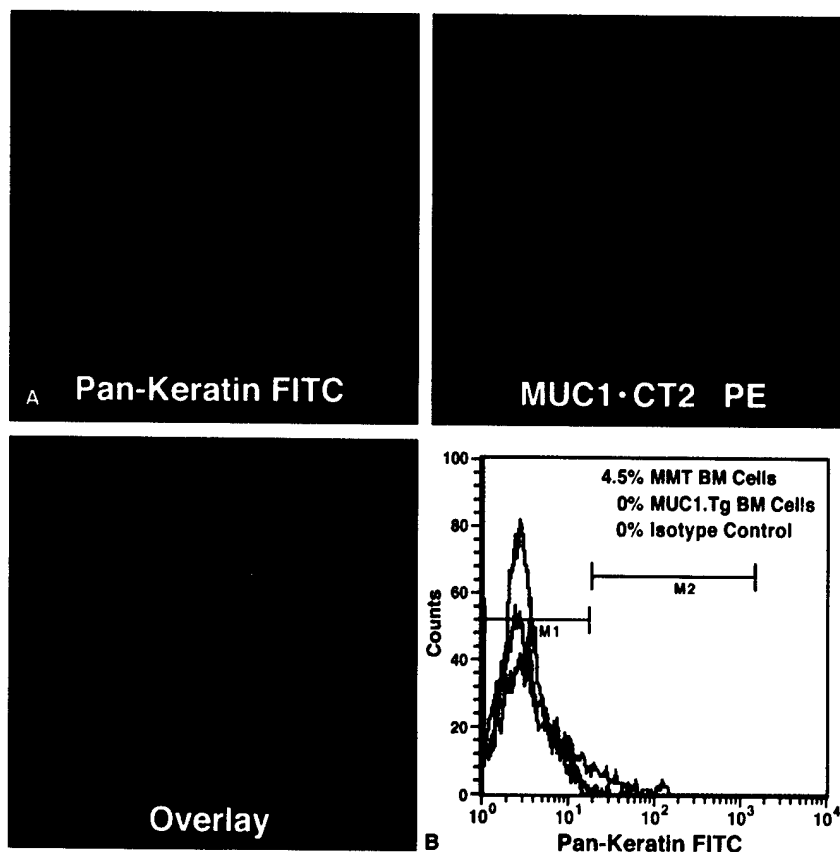 A
Pan-Keratin FITC
MUC1·CT2 PE
Overlay
B
100
80
60
40
20
0
Counts
4.5% MMT BM Cells
0% MUC1.Tg BM Cells
0% Isotype Control
M2
M1
10⁰ 10¹ 10² 10³ 10⁴
Pan-Keratin FITC